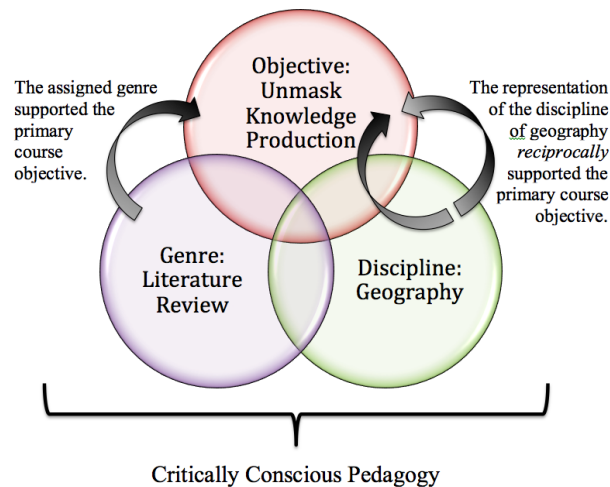 Objective:
Unmask
Knowledge
Production
The assigned genre
supported the
primary
course
objective.
The representation
of the discipline
of geography
reciprocally
supported the
primary course
objective.
Genre:
Literature
Review
Discipline:
Geography
Critically Conscious Pedagogy